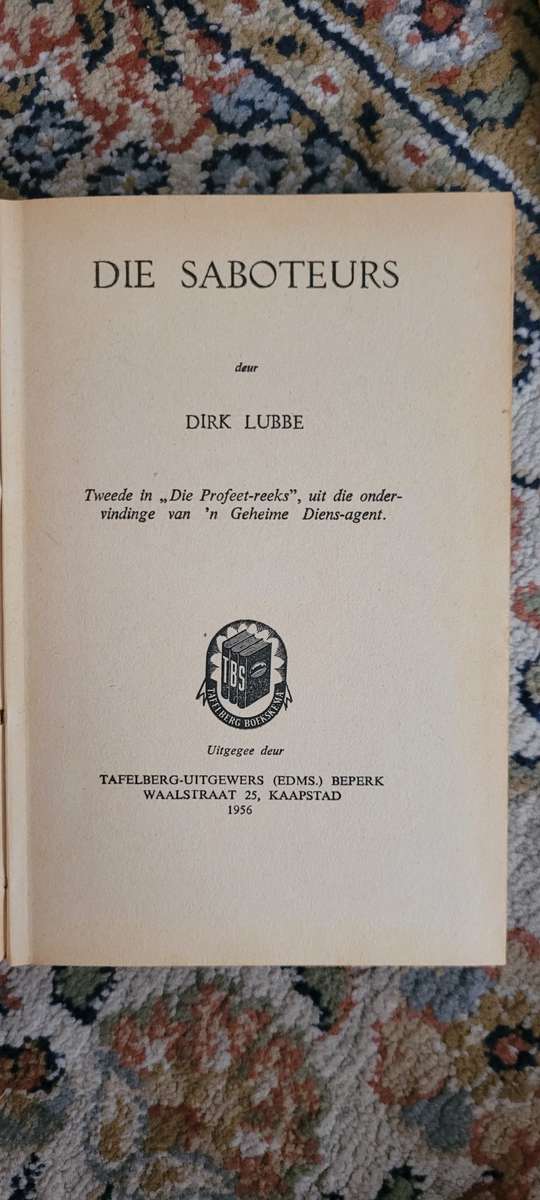 DIE SABOTEURS
deur
DIRK LUBBE
Tweede in „Die Profeet-reeks”, uit die onder-
vindinge van 'n Geheime Diens-agent.
TBS
TAFELBERG BOEKSKEMA
Uitgegee deur
TAFELBERG-UITGEWERS (EDMS.) BEPERK
WAALSTRAAT 25, KAAPSTAD
1956